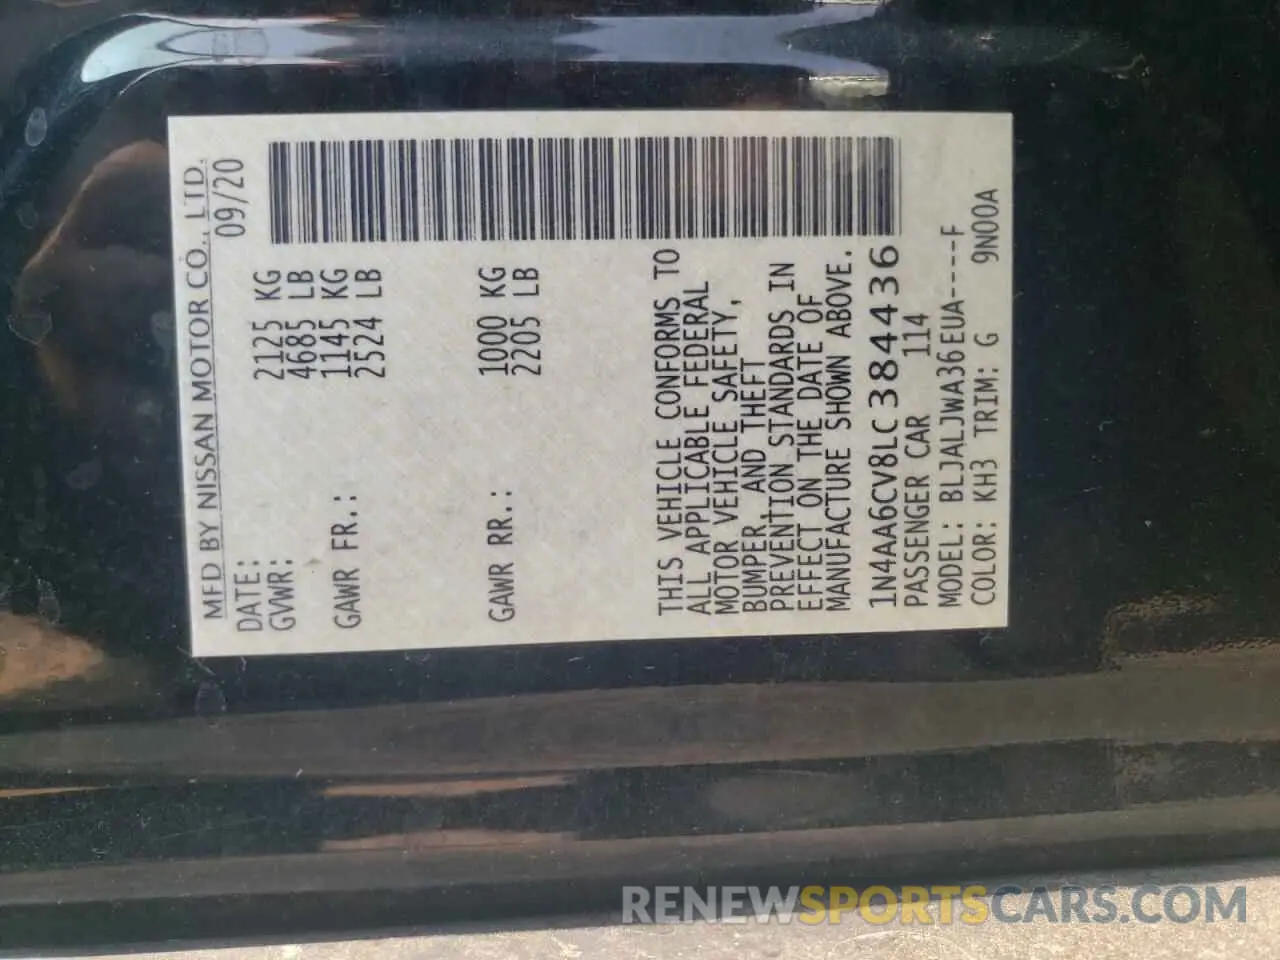 MFD BY NISSAN MOTOR CO., LTD.
DATE: 09/20
GVWR: 2125 KG
4685 LB
GAWR FR.: 1145 KG
2524 LB
GAWR RR.: 1000 KG
2205 LB
THIS VEHICLE CONFORMS TO
ALL APPLICABLE FEDERAL
MOTOR VEHICLE SAFETY,
BUMPER, AND THEFT
PREVENTION STANDARDS IN
EFFECT ON THE DATE OF
MANUFACTURE SHOWN ABOVE.
1N4AA6CV8LC384436
PASSENGER CAR 114
MODEL: BLJALJWA36EUA----F
COLOR: KH3 TRIM: G 9N00A
RENEWSPORTSCARS.COM